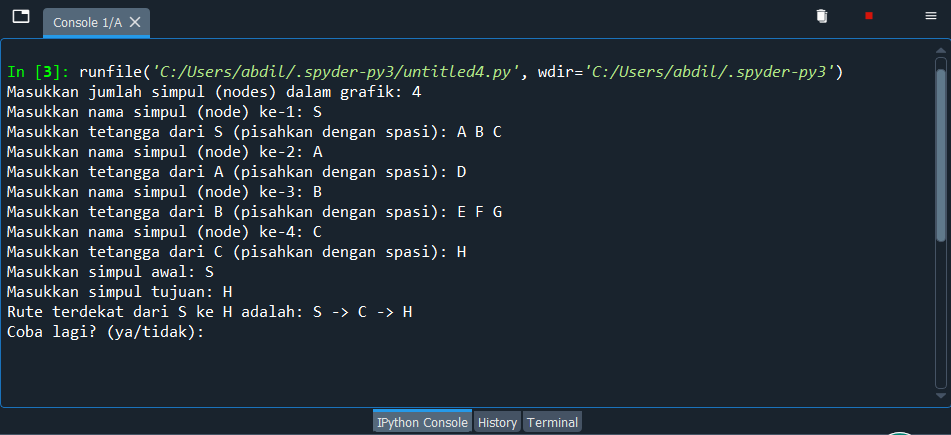 Console 1/A
In [3]: runfile('C:/Users/abdil/.spyder-py3/untitled4.py', wdir='C:/Users/abdil/.spyder-py3')
Masukkan jumlah simpul (nodes) dalam grafik: 4
Masukkan nama simpul (node) ke-1: S
Masukkan tetangga dari S (pisahkan dengan spasi): A B C
Masukkan nama simpul (node) ke-2: A
Masukkan tetangga dari A (pisahkan dengan spasi): D
Masukkan nama simpul (node) ke-3: B
Masukkan tetangga dari B (pisahkan dengan spasi): E F G
Masukkan nama simpul (node) ke-4: C
Masukkan tetangga dari C (pisahkan dengan spasi): H
Masukkan simpul awal: S
Masukkan simpul tujuan: H
Rute terdekat dari S ke H adalah: S -> C -> H
Coba lagi? (ya/tidak):
IPython Console History Terminal